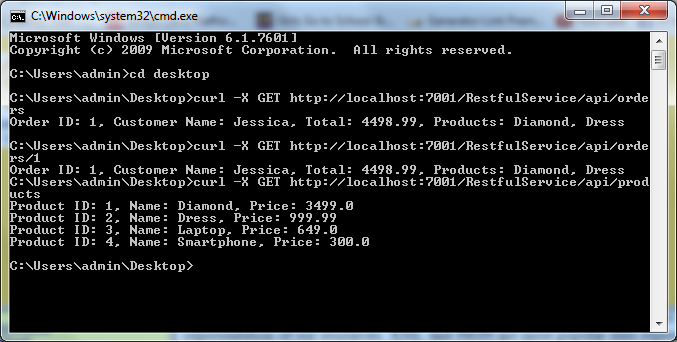 C:\Windows\system32\cmd.exe
Microsoft Windows [Version 6.1.7601]
Copyright (c) 2009 Microsoft Corporation.  All rights reserved.
C:\Users\admin>cd desktop
C:\Users\admin\Desktop>curl -X GET http://localhost:7001/RestfulService/api/orde
rs
Order ID: 1, Customer Name: Jessica, Total: 4498.99, Products: Diamond, Dress
C:\Users\admin\Desktop>curl -X GET http://localhost:7001/RestfulService/api/orde
rs/1
Order ID: 1, Customer Name: Jessica, Total: 4498.99, Products: Diamond, Dress
C:\Users\admin\Desktop>curl -X GET http://localhost:7001/RestfulService/api/prod
ucts
Product ID: 1, Name: Diamond, Price: 3499.0
Product ID: 2, Name: Dress, Price: 999.99
Product ID: 3, Name: Laptop, Price: 649.0
Product ID: 4, Name: Smartphone, Price: 300.0
C:\Users\admin\Desktop>